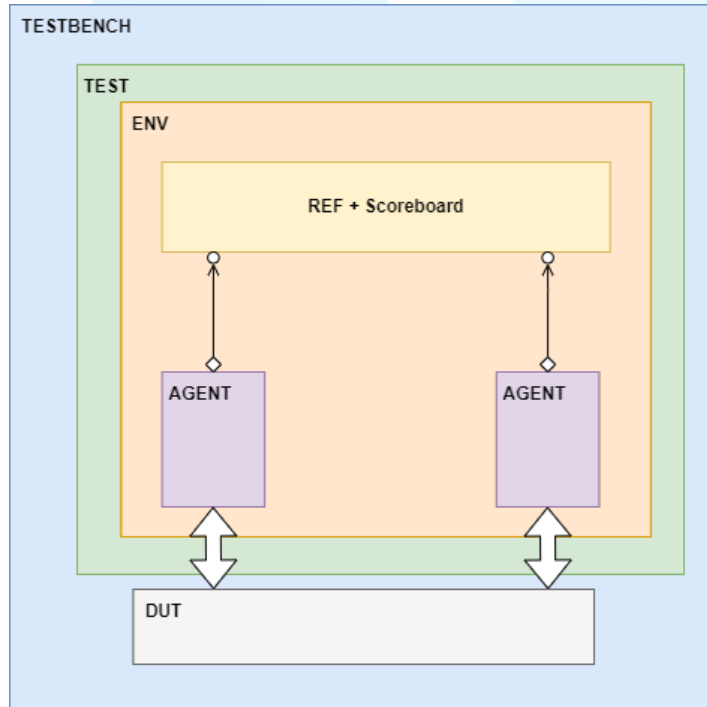 TESTBENCH
TEST
ENV
REF + Scoreboard
AGENT
AGENT
DUT